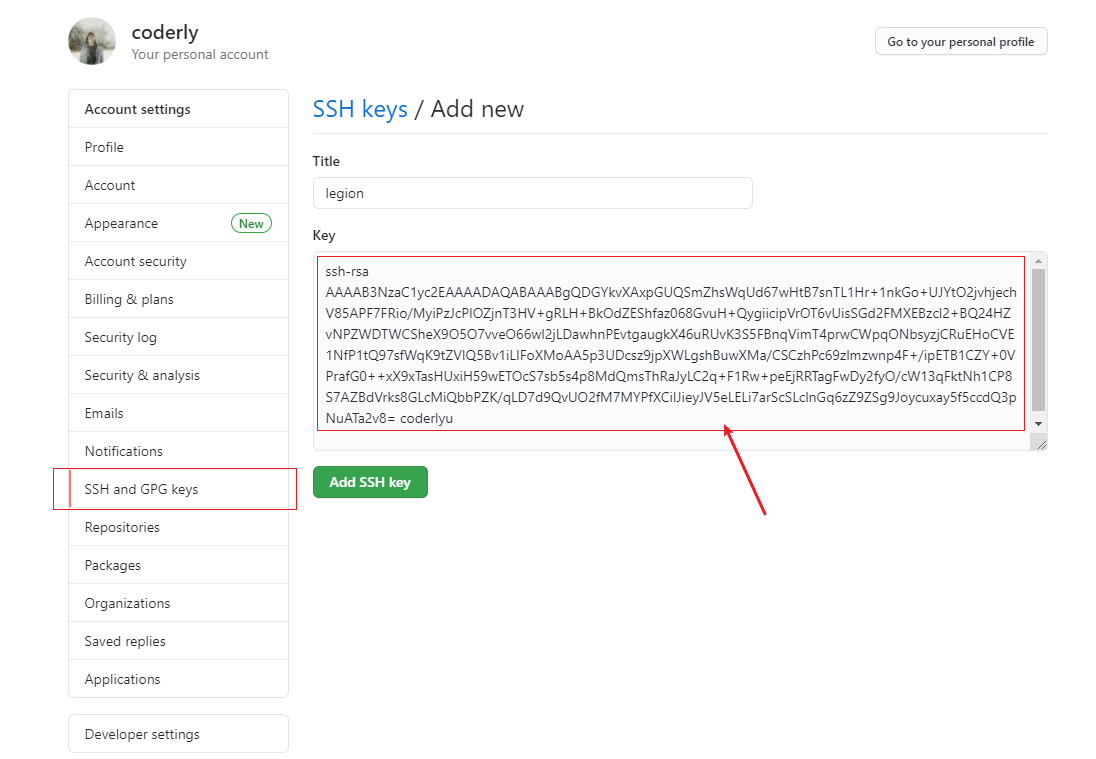 coderly
Your personal account
Go to your personal profile
Account settings
Profile
Account
Appearance New
Account security
Billing & plans
Security log
Security & analysis
Emails
Notifications
SSH and GPG keys
Repositories
Packages
Organizations
Saved replies
Applications
Developer settings
SSH keys / Add new
Title
legion
Key
ssh-rsa
AAAAB3NzaC1yc2EAAAADAQABAAABgQDGYkvXAxpGUQSmZhsWqUd67wHtB7snTL1Hr+1nkGo+UJYtO2jvhjech
V85APF7FRio/MyiPzJcPIOZjnT3HV+gRLH+BkOdZEShfaz068GvuH+QygiicipVrOT6vUisSGd2FMXEBzcl2+BQ24HZ
vNPZWDTWCSheX9O5O7vveO66wI2jLDawhnPEvtgaugkX46uRUvK3S5FBnqVimT4prwCWpqONbsyzjCRuEHoCVE
1NfP1tQ97sfWqK9tZVlQ5Bv1iLIFoXMoAA5p3UDcsz9jpXWLgshBuwXMa/CSCzhPc69zlmzwnp4F+/ipETB1CZY+0V
PrafG0++xX9xTasHUxiH59wETOcS7sb5s4p8MdQmsThRaJyLC2q+F1Rw+peEjRRTagFwDy2fyO/cW13qFktNh1CP8
S7AZBdVrks8GLcMiQbbPZK/qLD7d9QvUO2fM7MYPfXCiIJieyJV5eLELi7arScSLcInGq6zZ9ZSg9Joycuxay5f5ccdQ3p
NuATa2v8= coderlyu
Add SSH key